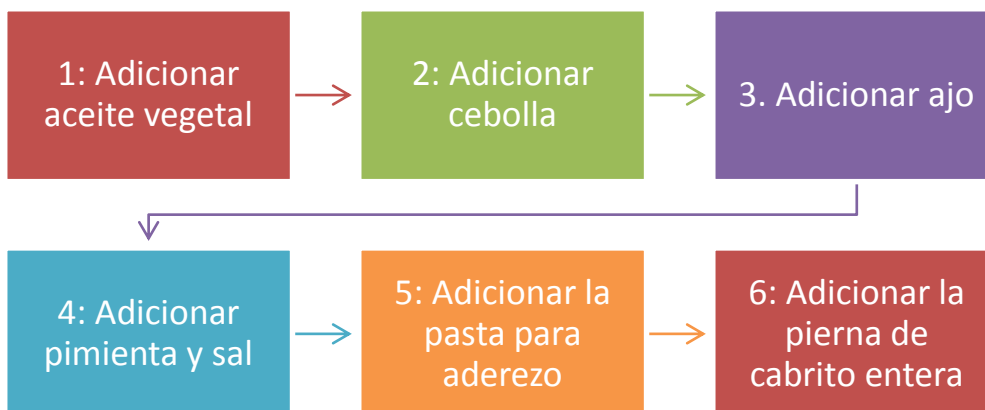 1: Adicionar
aceite vegetal
2: Adicionar
cebolla
3. Adicionar ajo
4: Adicionar
pimienta y sal
5: Adicionar la
pasta para
aderezo
6: Adicionar la
pierna de
cabrito entera